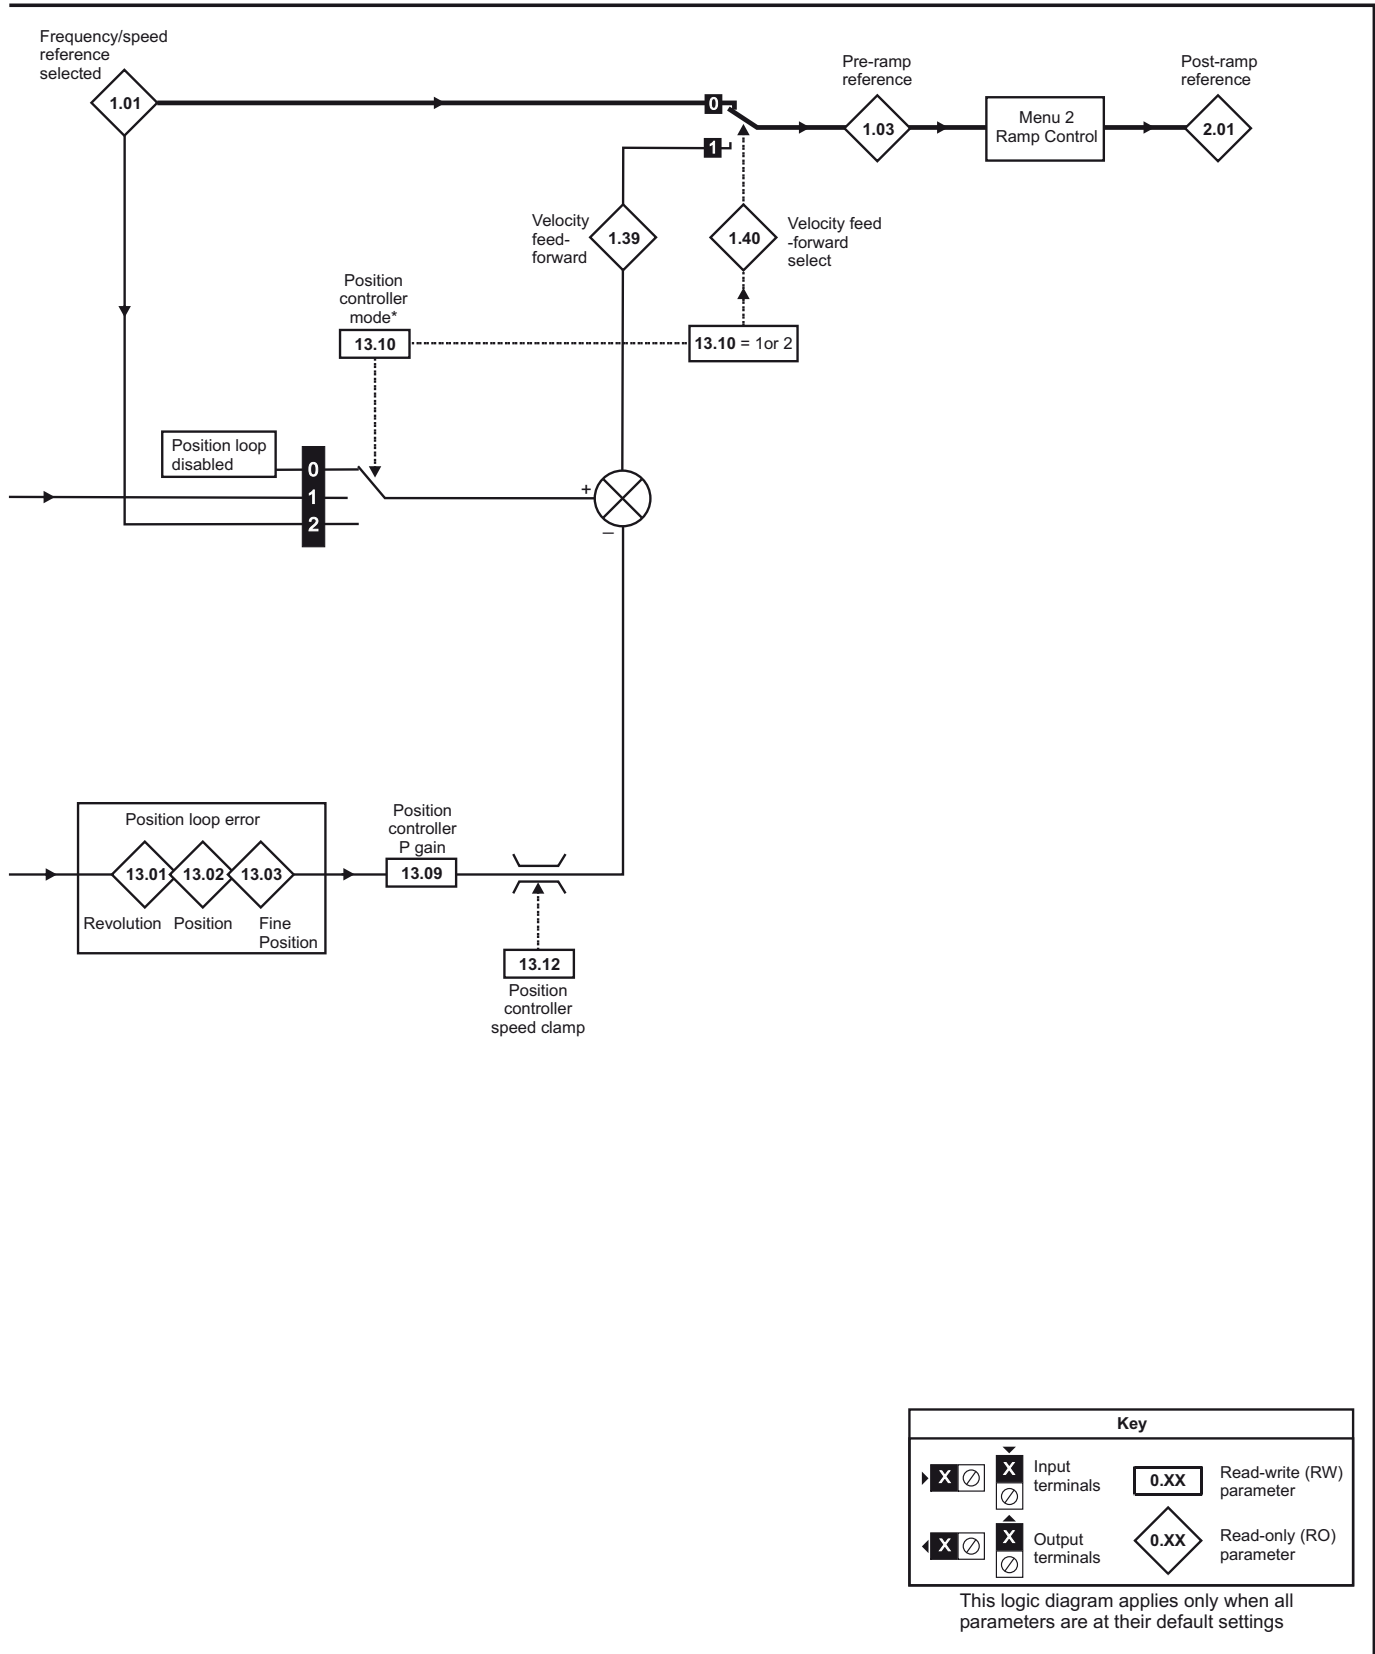 Frequency/speed
reference
selected
1.01
0
1
Pre-ramp
reference
1.03
Menu 2
Ramp Control
Post-ramp
reference
2.01
Velocity
feed-
forward
1.39
1.40
Velocity feed
-forward
select
Position
controller
mode*
13.10
13.10 = 1or 2
Position loop
disabled
0
1
2
+
–
Position loop error
13.01
13.02
13.03
Revolution
Position
Fine
Position
Position
controller
P gain
13.09
13.12
Position
controller
speed clamp
Key
X
X
Input
terminals
0.XX
Read-write (RW)
parameter
X
X
Output
terminals
0.XX
Read-only (RO)
parameter
This logic diagram applies only when all
parameters are at their default settings